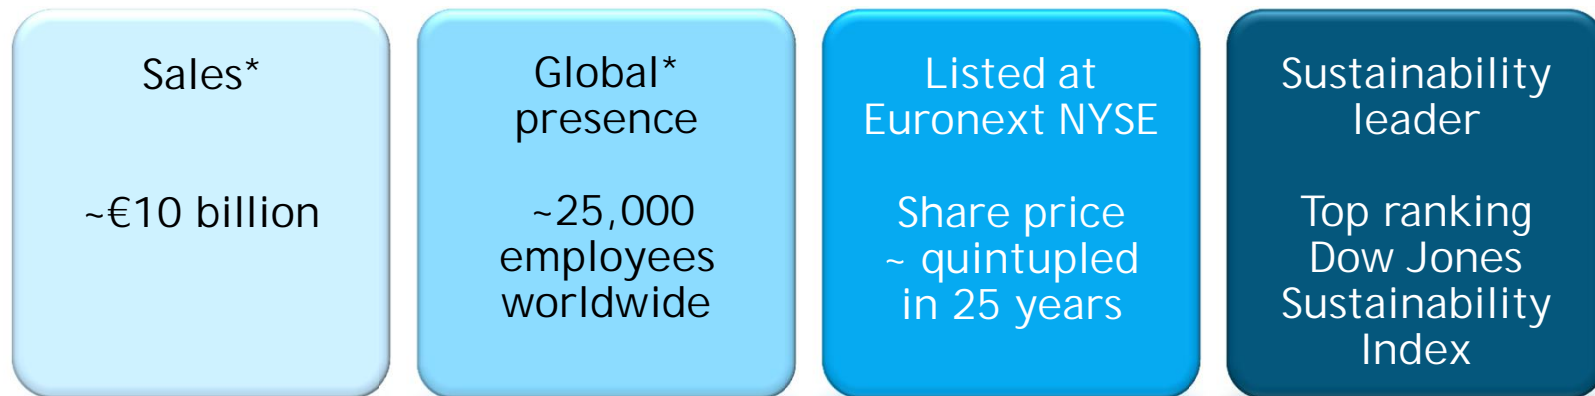 Sales*
~€10 billion
Global*
presence
~25,000
employees
worldwide
Listed at
Euronext NYSE
Share price
~ quintupled
in 25 years
Sustainability
leader
Top ranking
Dow Jones
Sustainability
Index